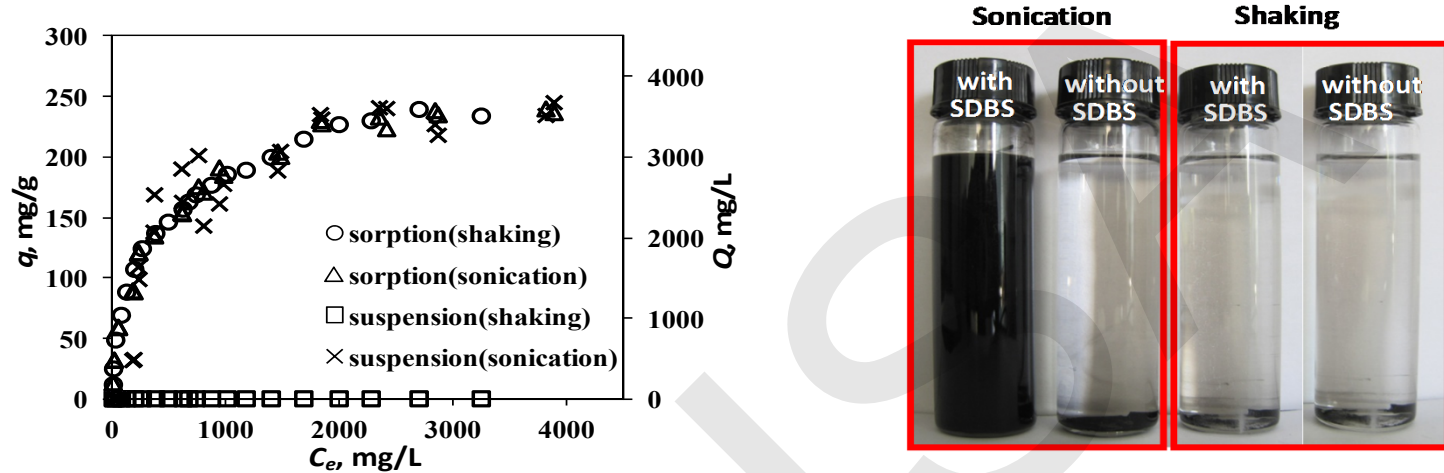 300
250
200
150
100
50
0
q, mg/g
4000
3000
2000
1000
0
Q, mg/L
0 1000 2000 3000 4000
Ce, mg/L
sorption(shaking)
sorption(sonication)
suspension(shaking)
suspension(sonication)
Sonication Shaking
with without with without
SDBS SDBS SDBS SDBS